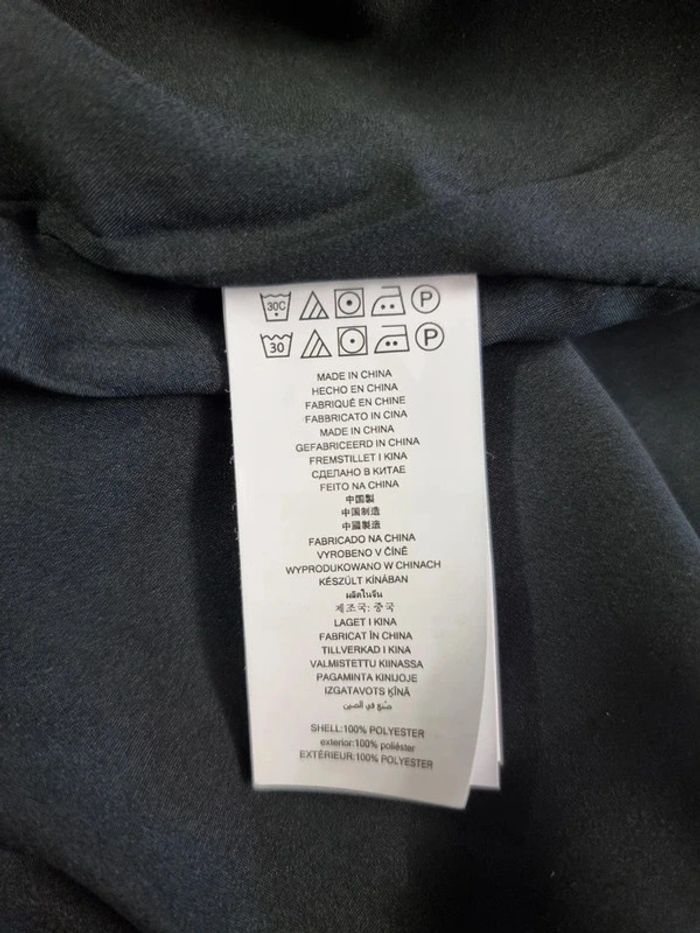 30C P
30 P
MADE IN CHINA
HECHO EN CHINA
FABRIQUÉ EN CHINE
FABBRICATO IN CINA
MADE IN CHINA
GEFABRICEERD IN CHINA
FREMSTILLET I KINA
СДЕЛАНО В КИТАЕ
FEITO NA CHINA
中国製
中国制造
中國製造
FABRICADO NA CHINA
VYROBENO V ČÍNĚ
WYPRODUKOWANO W CHINACH
KÉSZÜLT KÍNÁBAN
ผลิตในจีน
제조국: 중국
LAGET I KINA
FABRICAT ÎN CHINA
TILLVERKAD I KINA
VALMISTETTU KIINASSA
PAGAMINTA KINIJOJE
IZGATAVOTS ĶĪNĀ
صنع في الصين
SHELL:100% POLYESTER
exterior:100% poliéster
EXTÉRIEUR:100% POLYESTER